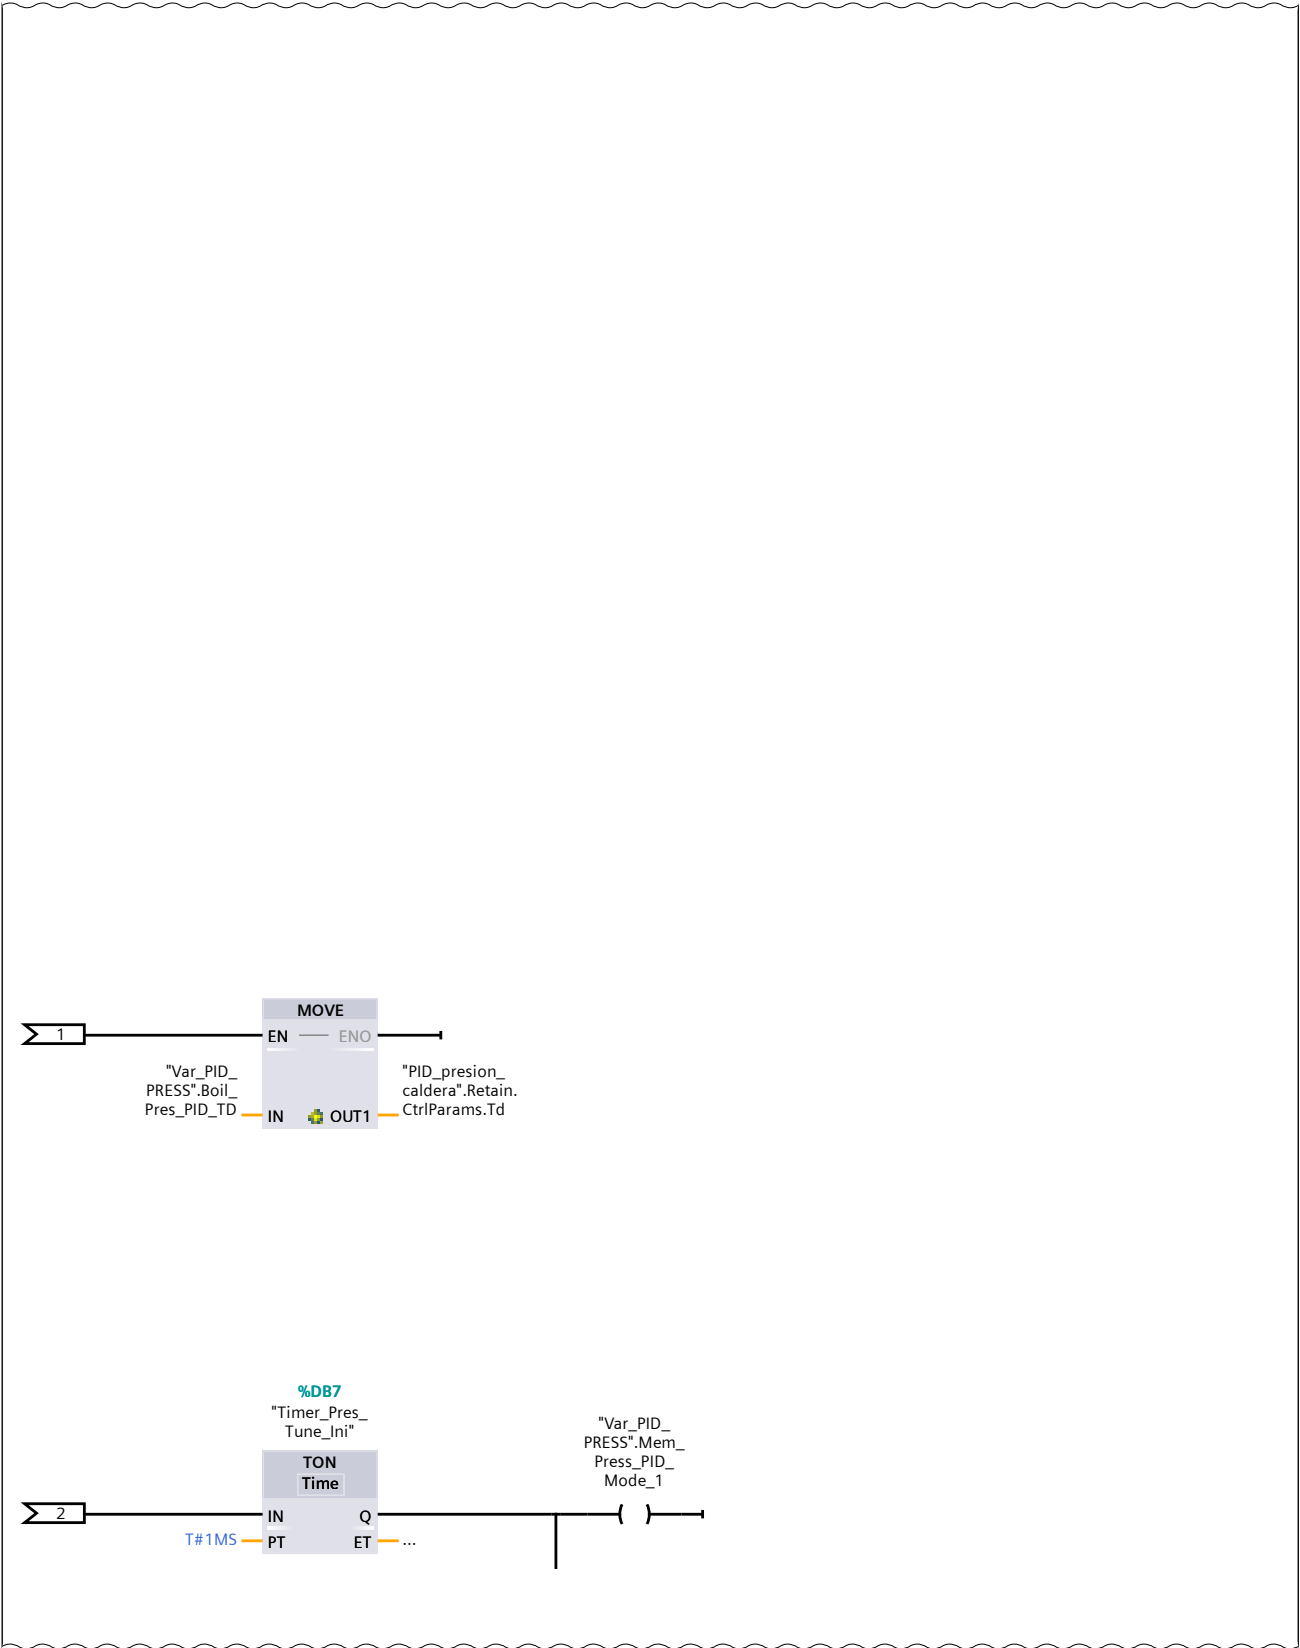 MOVE
1
EN
ENO
"Var_PID_
PRESS".Boil_
Pres_PID_TD
IN
OUT1
"PID_presion_
caldera".Retain.
CtrlParams.Td
%DB7
"Timer_Pres_
Tune_Ini"
TON
Time
"Var_PID_
PRESS".Mem_
Press_PID_
Mode_1
2
IN
Q
T#1MS
PT
ET
...